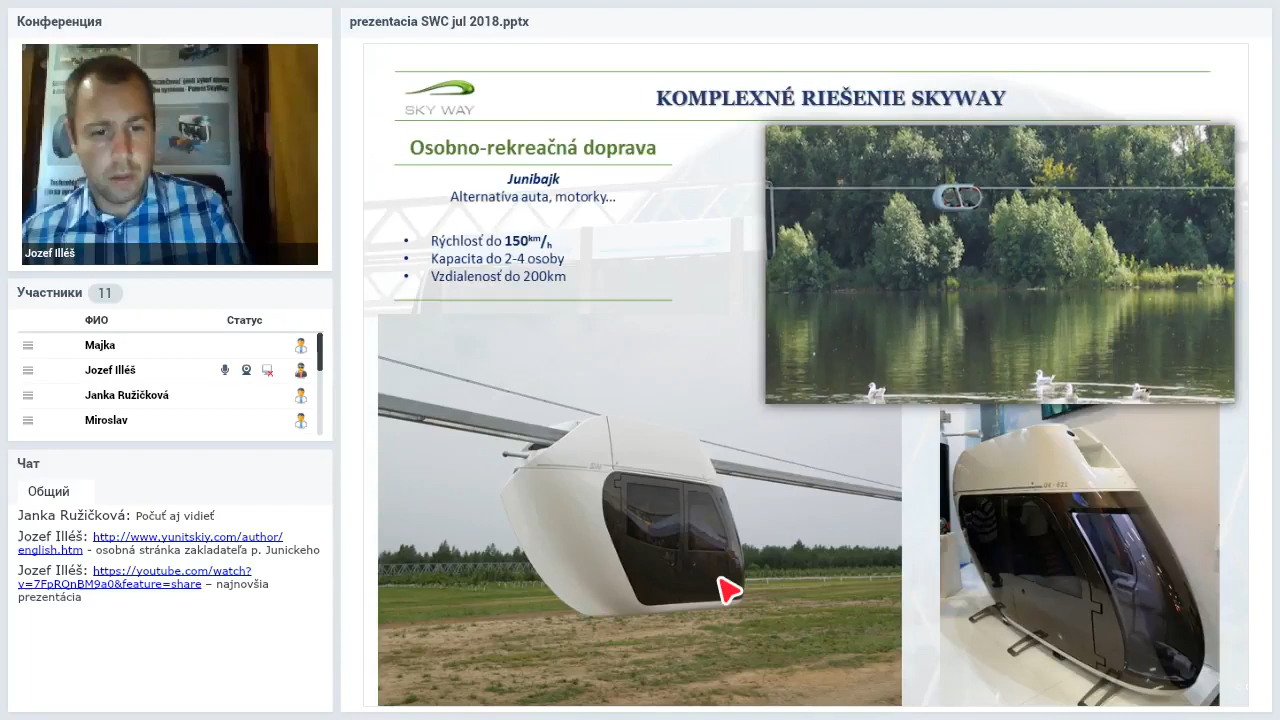 Конференция
Jozef Illéš
Участники 11
ФИО Статус
Majka
Jozef Illéš
Janka Ružičková
Miroslav
Чат
Общий
Janka Ružičková: Počuť aj vidieť
Jozef Illéš: http://www.yunitskiy.com/author/
english.htm - osobná stránka zakladateľa p. Junickeho
Jozef Illéš: https://youtube.com/watch?
v=7FpRQnBM9a0&feature=share – najnovšia
prezentácia
prezentacia SWC jul 2018.pptx
SKY WAY
KOMPLEXNÉ RIEŠENIE SKYWAY
Osobno-rekreačná doprava
Junibajk
Alternatíva auta, motorky...
• Rýchlosť do 150km/h
• Kapacita do 2-4 osoby
• Vzdialenosť do 200km